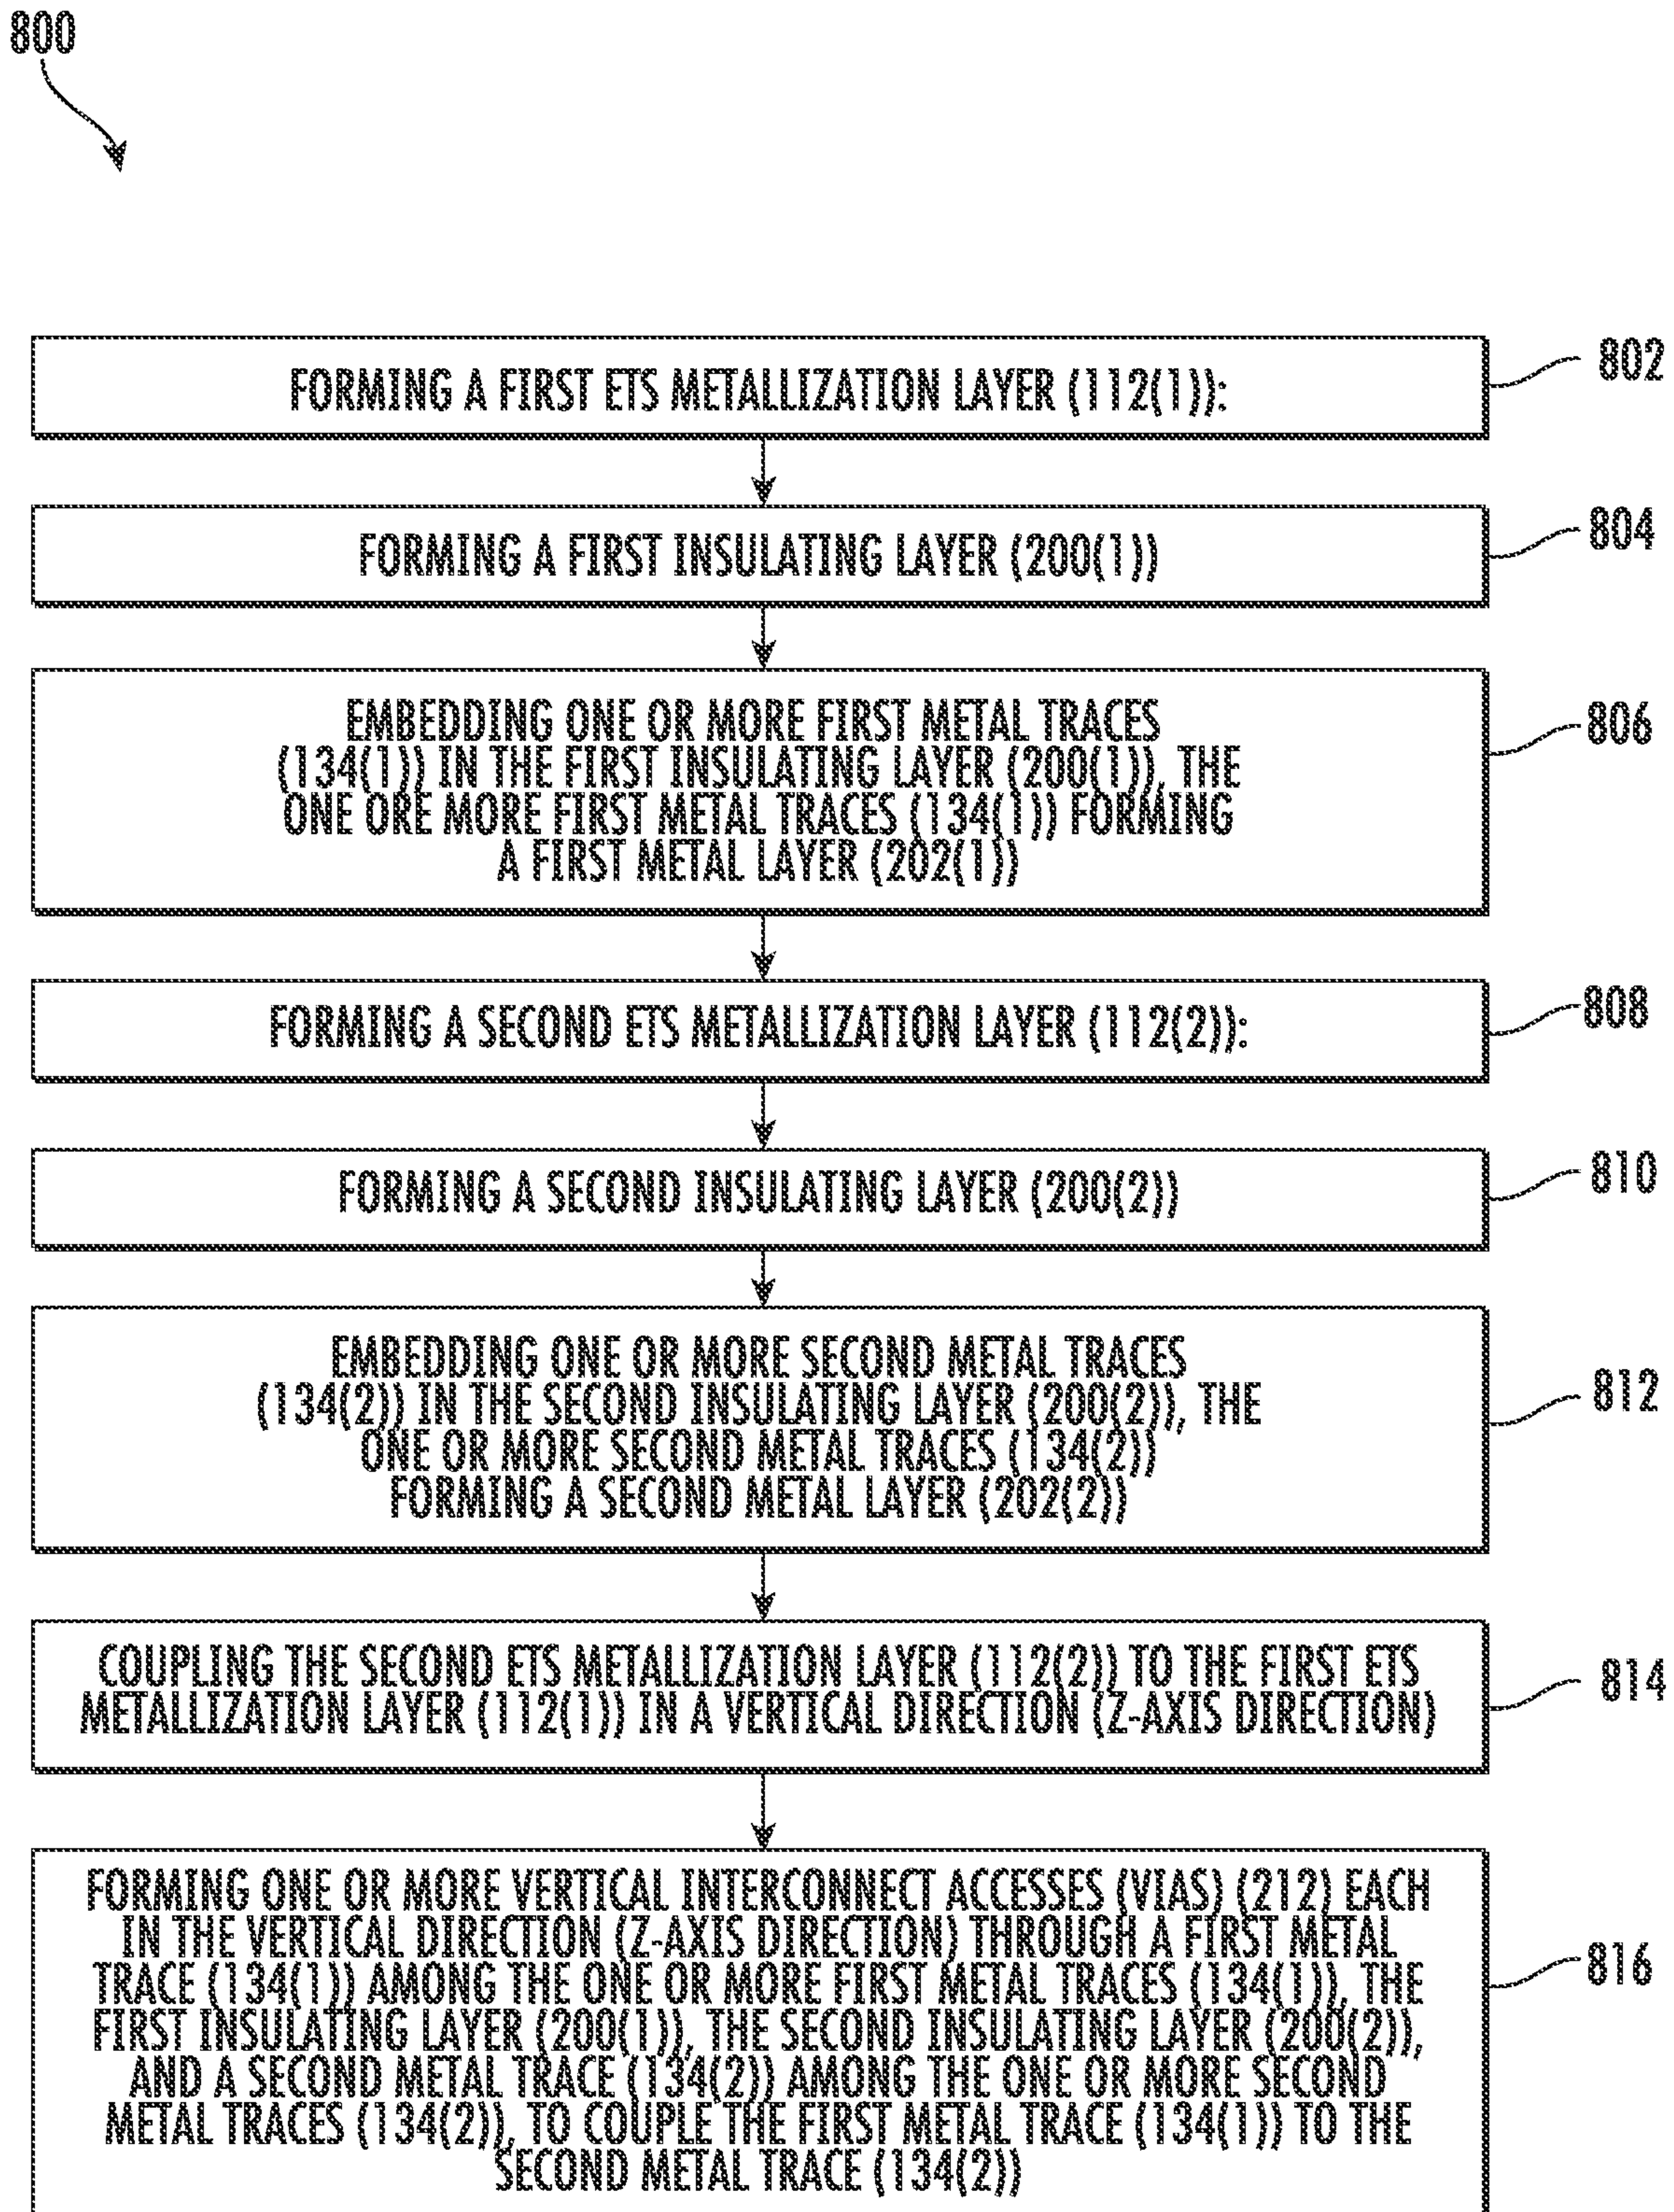 800
FORMING A FIRST ETS METALLIZATION LAYER (112(1)):
802
FORMING A FIRST INSULATING LAYER (200(1))
804
EMBEDDING ONE OR MORE FIRST METAL TRACES
(134(1)) IN THE FIRST INSULATING LAYER (200(1)), THE
ONE ORE MORE FIRST METAL TRACES (134(1)) FORMING
A FIRST METAL LAYER (202(1))
806
FORMING A SECOND ETS METALLIZATION LAYER (112(2)):
808
FORMING A SECOND INSULATING LAYER (200(2))
810
EMBEDDING ONE OR MORE SECOND METAL TRACES
(134(2)) IN THE SECOND INSULATING LAYER (200(2)), THE
ONE OR MORE SECOND METAL TRACES (134(2))
FORMING A SECOND METAL LAYER (202(2))
812
COUPLING THE SECOND ETS METALLIZATION LAYER (112(2)) TO THE FIRST ETS
METALLIZATION LAYER (112(1)) IN A VERTICAL DIRECTION (Z-AXIS DIRECTION)
814
FORMING ONE OR MORE VERTICAL INTERCONNECT ACCESSES (VIAS) (212) EACH
IN THE VERTICAL DIRECTION (Z-AXIS DIRECTION) THROUGH A FIRST METAL
TRACE (134(1)) AMONG THE ONE OR MORE FIRST METAL TRACES (134(1)), THE
FIRST INSULATING LAYER (200(1)), THE SECOND INSULATING LAYER (200(2)),
AND A SECOND METAL TRACE (134(2)) AMONG THE ONE OR MORE SECOND
METAL TRACES (134(2)), TO COUPLE THE FIRST METAL TRACE (134(1)) TO THE
SECOND METAL TRACE (134(2))
816